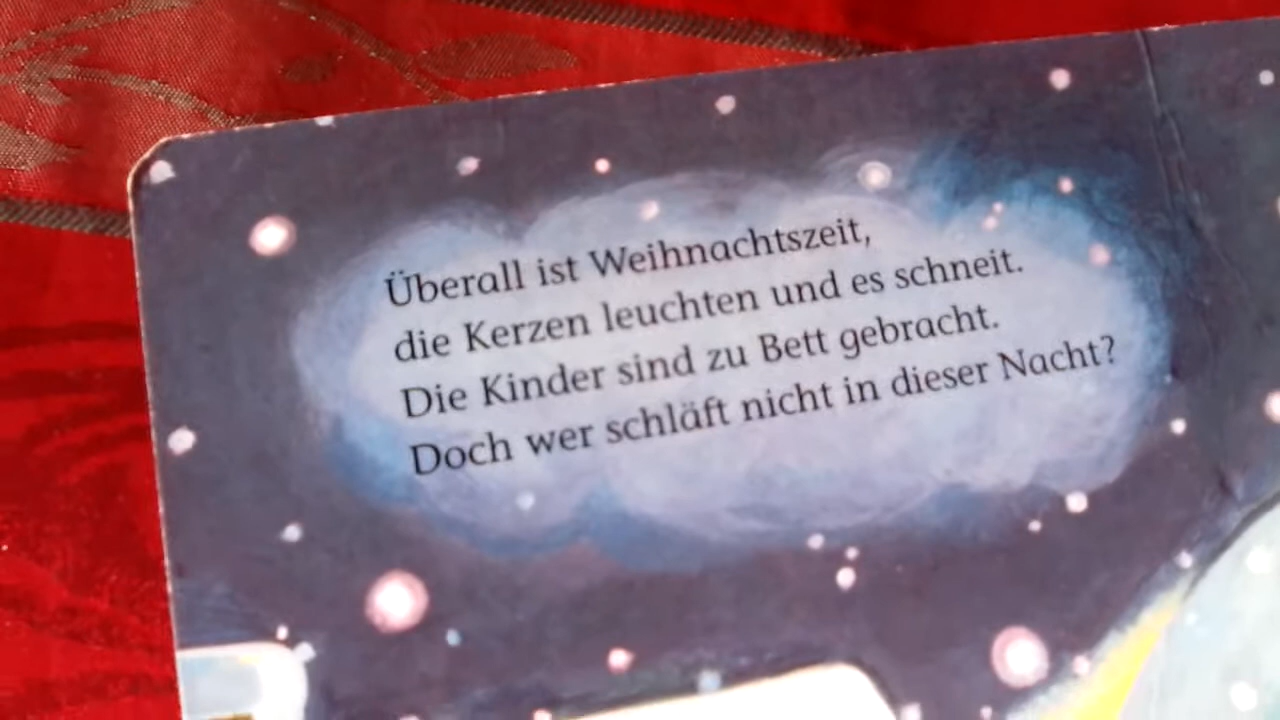 Überall ist Weihnachtszeit,
die Kerzen leuchten und es schneit.
Die Kinder sind zu Bett gebracht.
Doch wer schläft nicht in dieser Nacht?